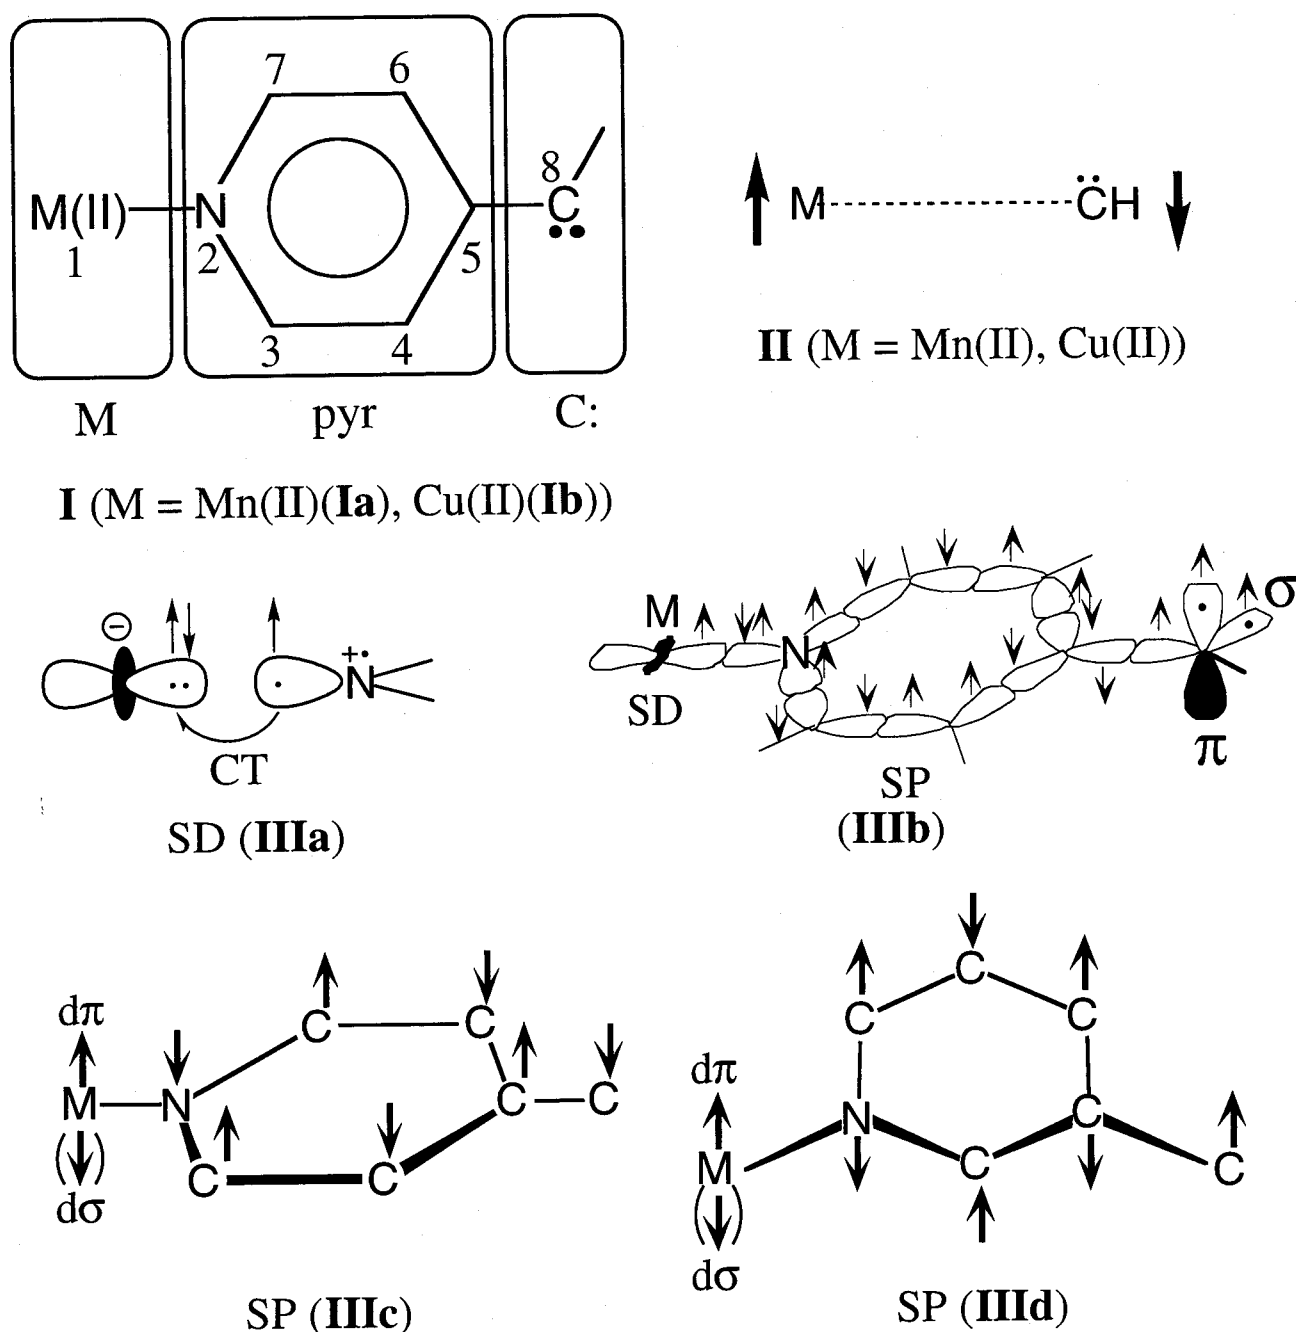 7 6
8
M(II) N C
1 2 5
3 4
M pyr C:
I (M = Mn(II)(Ia), Cu(II)(Ib))
M C̈H
II (M = Mn(II), Cu(II))
⊖ •• • +• N
CT
SD (IIIa)
M N σ
SD
π
SP
(IIIb)
dπ C C
M N C C
C C
(↓)
dσ
SP (IIIc)
C
C C
dπ N C
M C C
(↓)
dσ
SP (IIId)